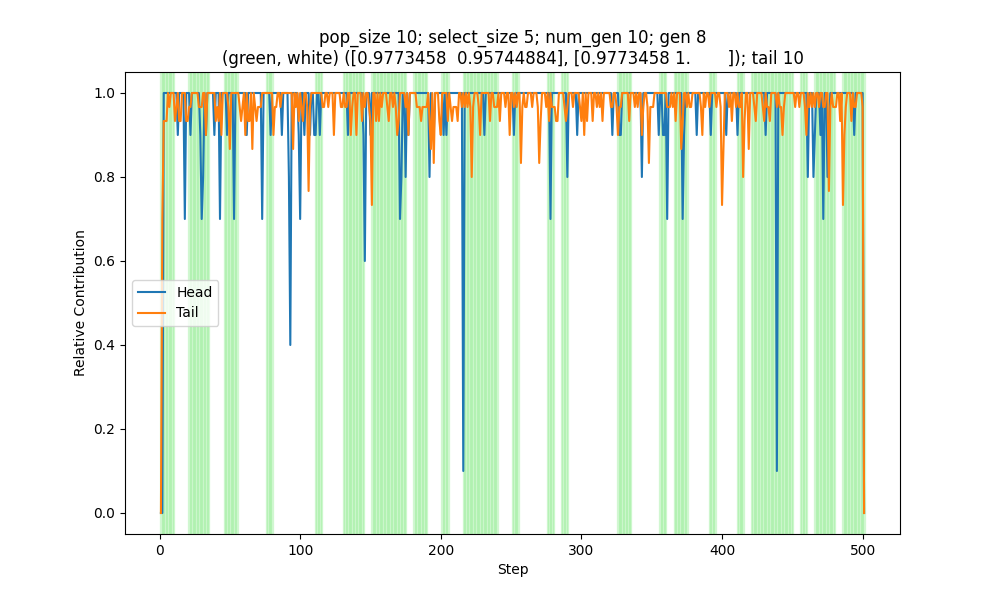 pop_size 10; select_size 5; num_gen 10; gen 8
(green, white) ([0.9773458  0.95744884], [0.9773458 1.        ]); tail 10
1.0
0.8
0.6
0.4
0.2
0.0
Relative Contribution
Head
Tail
0
100
200
300
400
500
Step